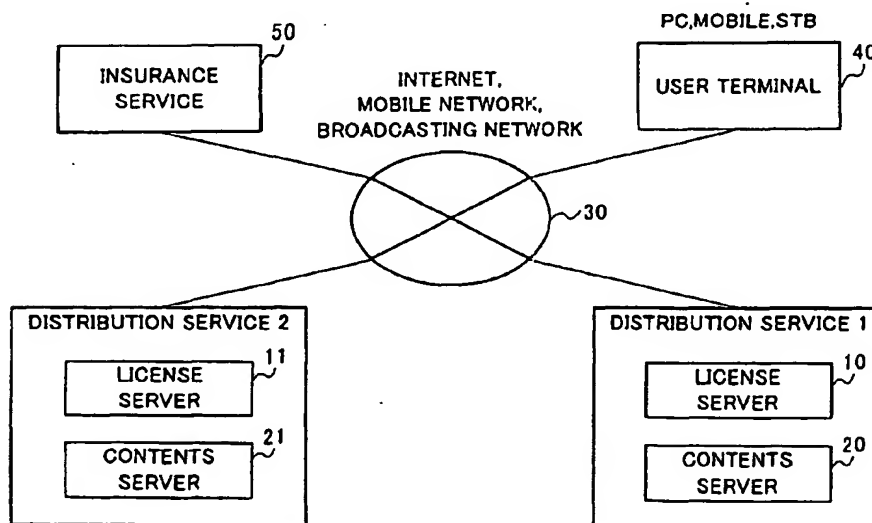 50
INSURANCE
SERVICE
INTERNET,
MOBILE NETWORK,
BROADCASTING NETWORK
PC,MOBILE,STB
40
USER TERMINAL
30
DISTRIBUTION SERVICE 2
11
LICENSE
SERVER
21
CONTENTS
SERVER
DISTRIBUTION SERVICE 1
10
LICENSE
SERVER
20
CONTENTS
SERVER